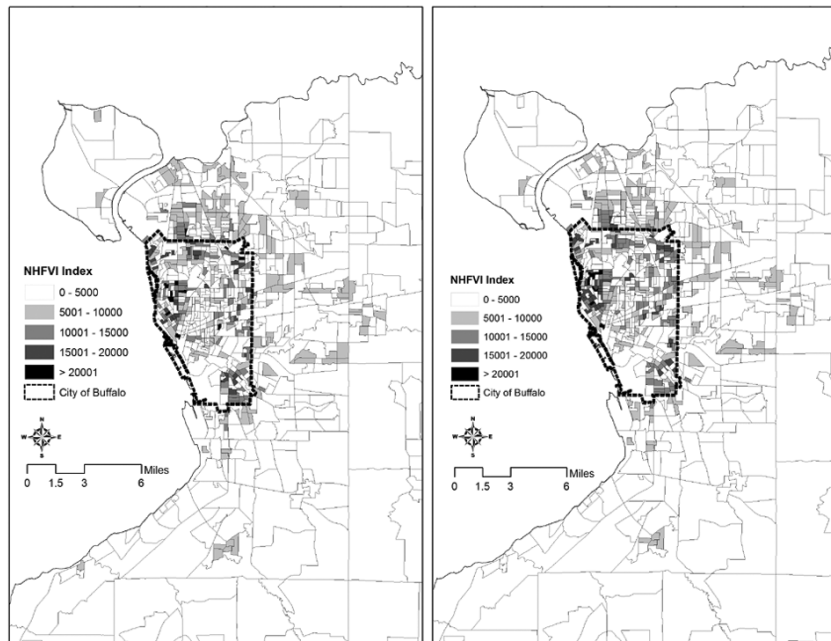 NHFVI Index
0 - 5000
5001 - 10000
10001 - 15000
15001 - 20000
> 20001
City of Buffalo
N
W E
S
Miles
0 1.5 3 6
NHFVI Index
0 - 5000
5001 - 10000
10001 - 15000
15001 - 20000
> 20001
City of Buffalo
N
W E
S
Miles
0 1.5 3 6